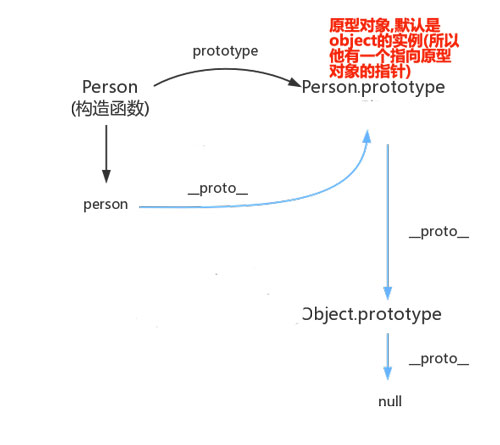 原型对象,默认是
object的实例(所以
他有一个指向原型
对象的指针)
prototype
Person
(构造函数)
Person.prototype
person
__proto__
__proto__
Object.prototype
__proto__
null